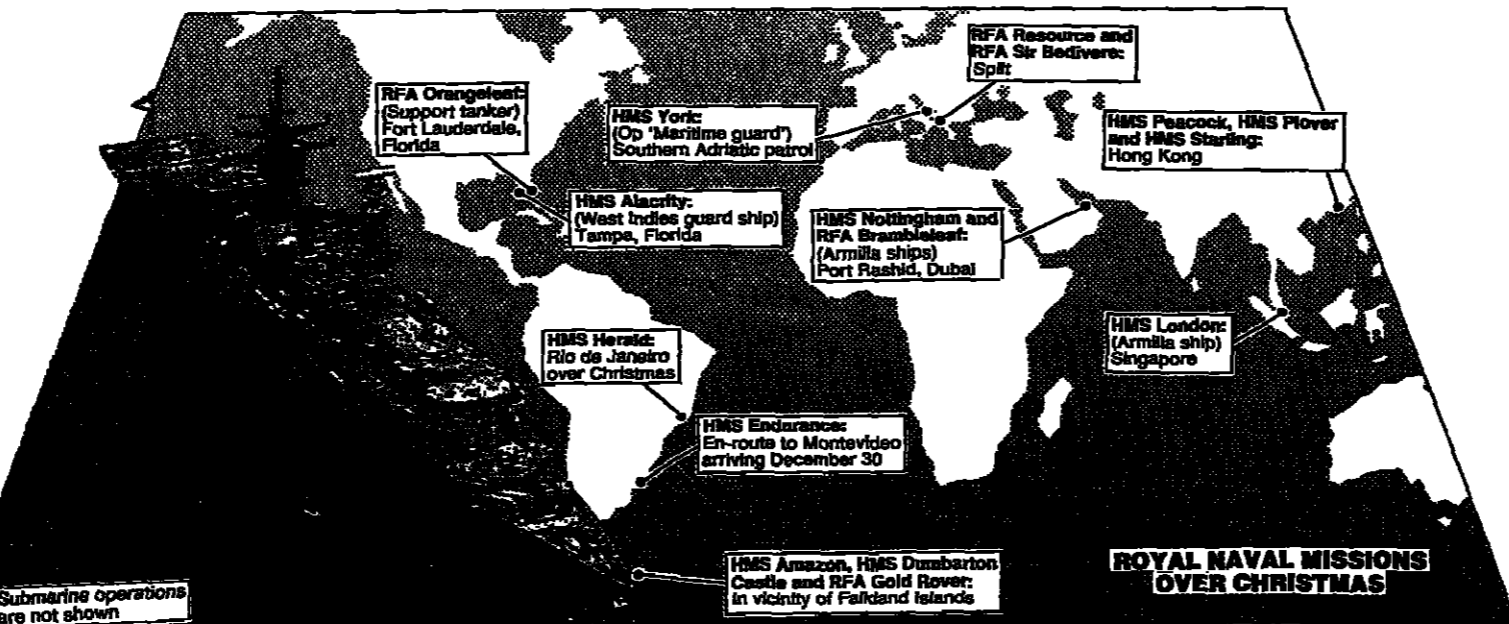 RFA Resource and
RFA Sir Bedivere:
Split
RFA Orangeleaf:
(Support tanker)
Fort Lauderdale,
Florida
HMS York:
(Op 'Maritime guard')
Southern Adriatic patrol
HMS Peacock, HMS Plover
and HMS Starling:
Hong Kong
HMS Alacrity:
(West Indies guard ship)
Tampa, Florida
HMS Nottingham and
RFA Brambleleaf:
(Armilla ships)
Port Rashid, Dubai
HMS London:
(Armilla ship)
Singapore
HMS Herald:
Rio de Janeiro
over Christmas
HMS Endurance:
En-route to Montevideo
arriving December 30
HMS Amazon, HMS Dumbarton
Castle and RFA Gold Rover:
In vicinity of Falkland Islands
ROYAL NAVAL MISSIONS
OVER CHRISTMAS
Submarine operations
are not shown